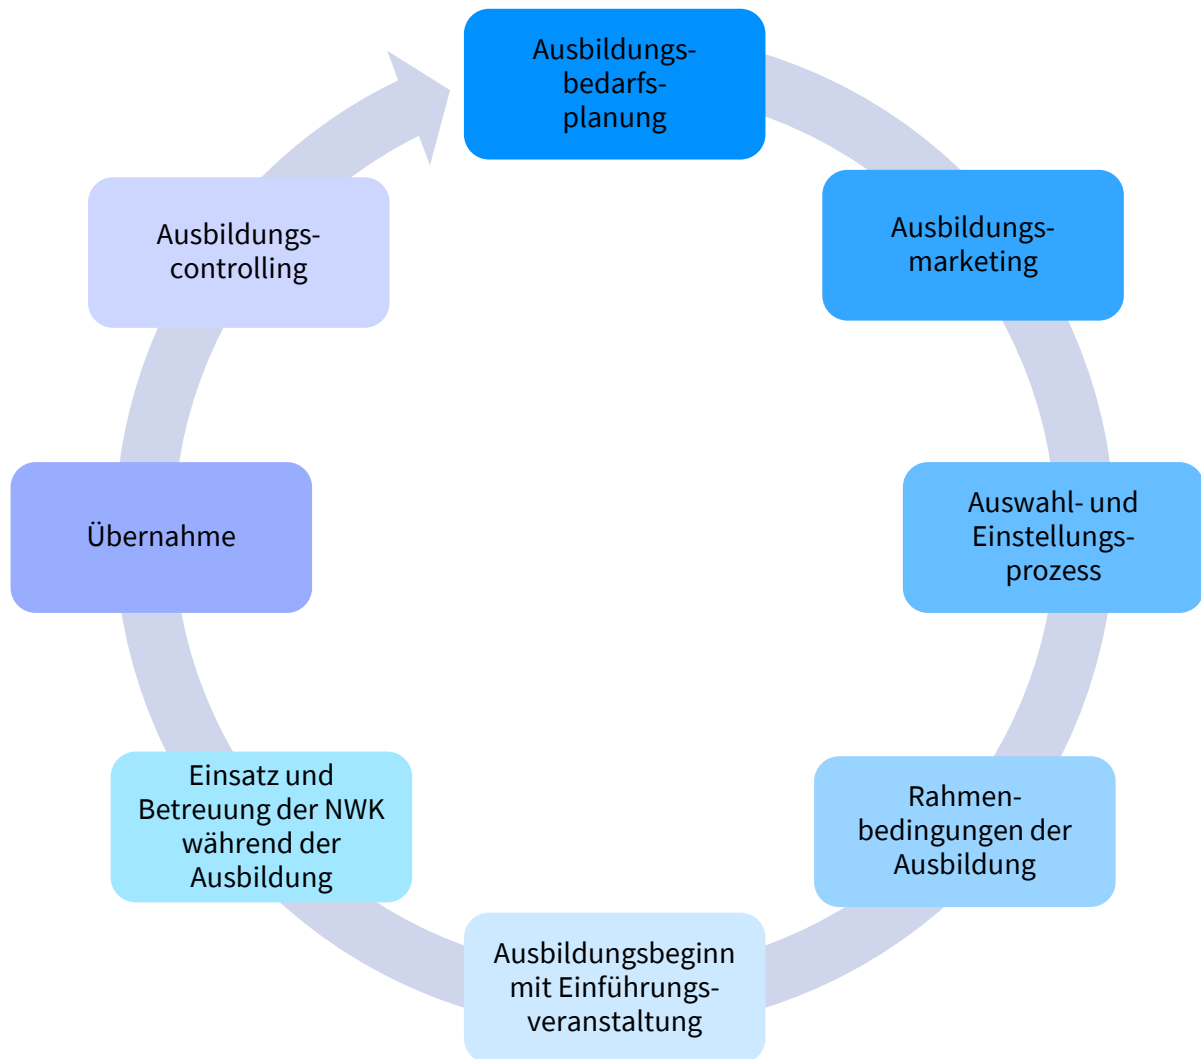 Ausbildungs-
bedarfs-
planung
Ausbildungs-
marketing
Auswahl- und
Einstellungs-
prozess
Rahmen-
bedingungen der
Ausbildung
Ausbildungsbeginn
mit Einführungs-
veranstaltung
Einsatz und
Betreuung der NWK
während der
Ausbildung
Übernahme
Ausbildungs-
controlling